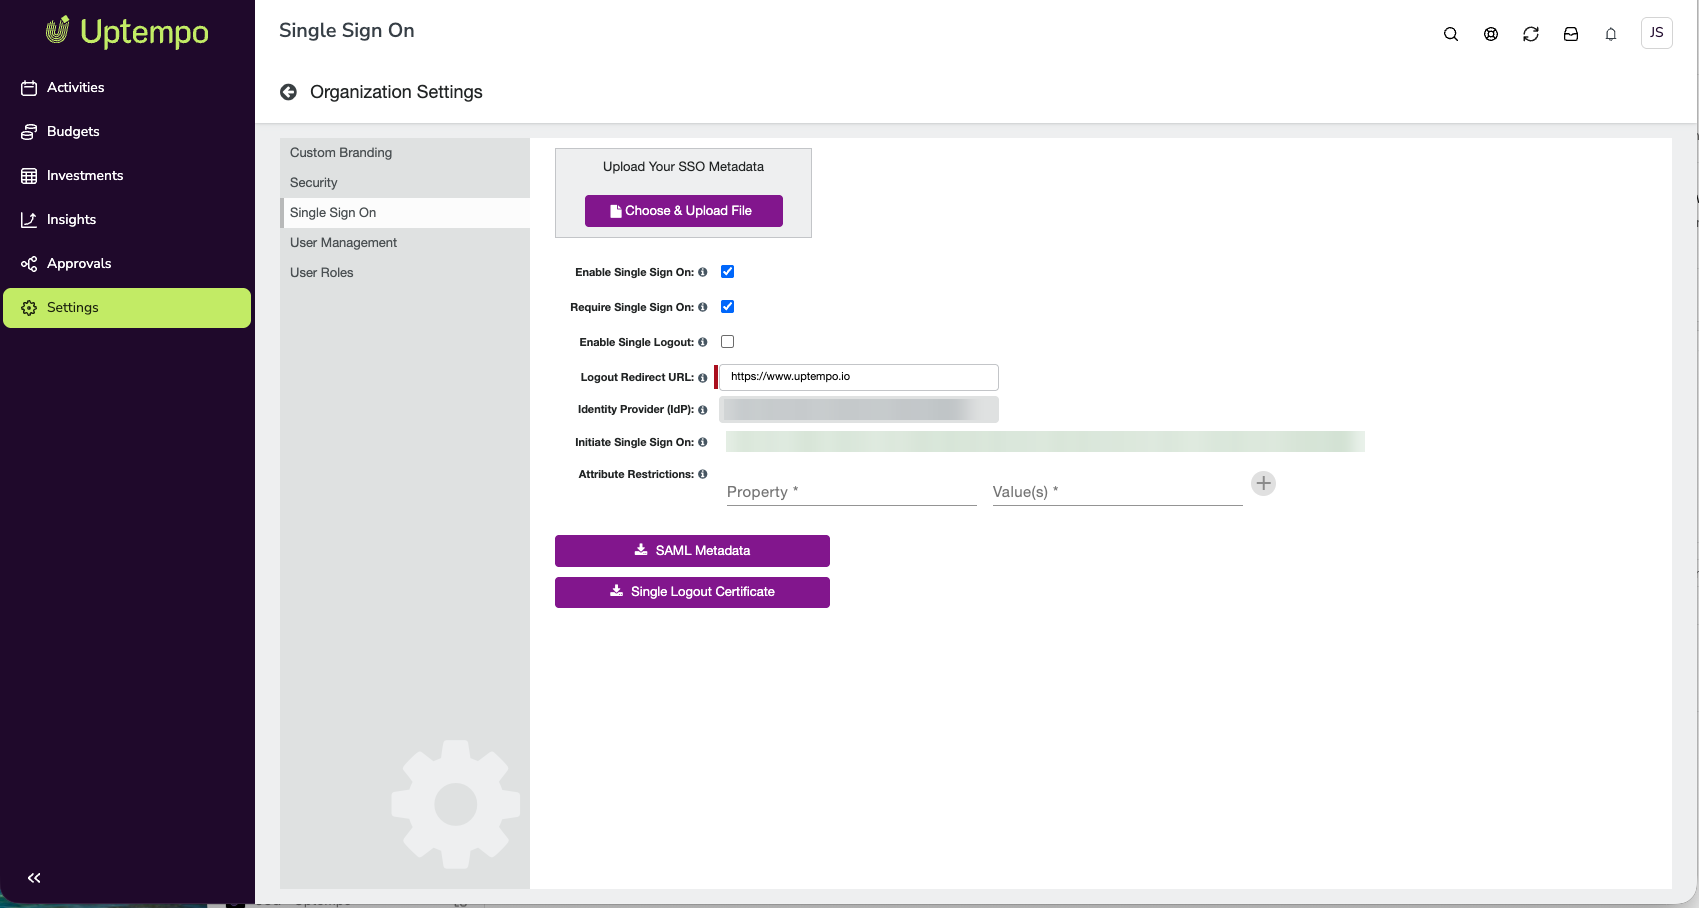 Uptempo
Single Sign On
JS
Activities
Budgets
Investments
Insights
Approvals
Settings
Organization Settings
Custom Branding
Security
Single Sign On
User Management
User Roles
Upload Your SSO Metadata
Choose & Upload File
Enable Single Sign On:
Require Single Sign On:
Enable Single Logout:
Logout Redirect URL: https://www.uptempo.io
Identity Provider (IdP):
Initiate Single Sign On:
Attribute Restrictions:
Property * Value(s) *
SAML Metadata
Single Logout Certificate